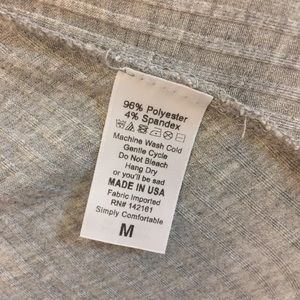 96% Polyester
4% Spandex
Machine Wash Cold
Gentle Cycle
Do Not Bleach
Hang Dry
or you'll be sad
MADE IN USA
Fabric Imported
RN# 142161
Simply Comfortable
M